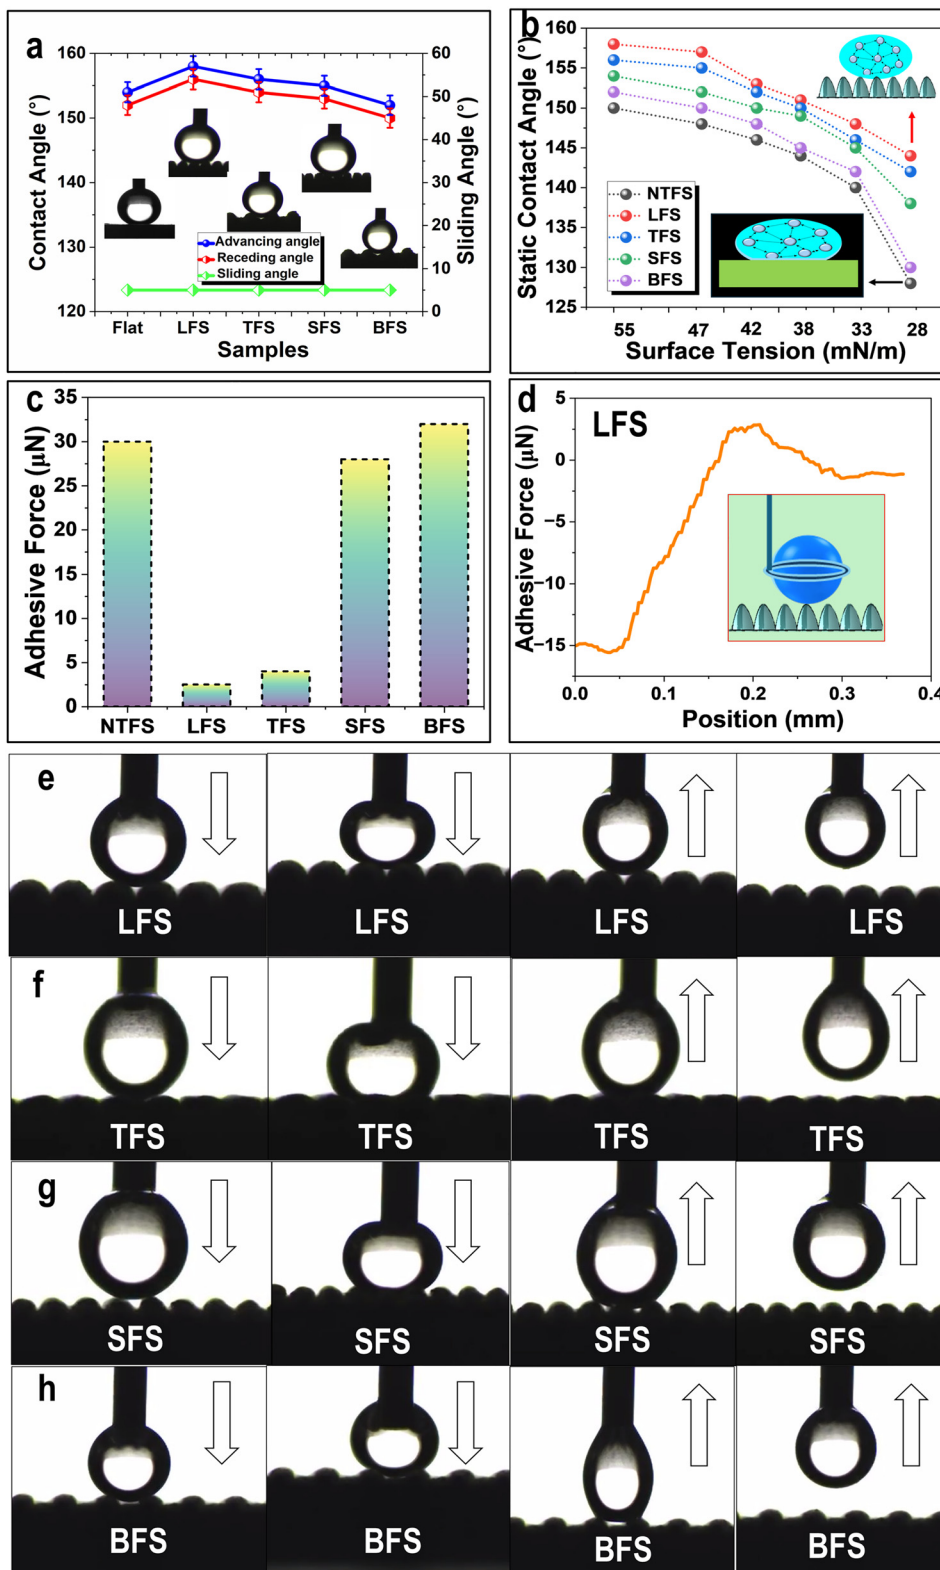 a
Contact Angle (°)
160
150
140
130
120
60
50
40
30
20
10
0
Sliding Angle (°)
Advancing angle
Receding angle
Sliding angle
Flat LFS TFS SFS BFS
Samples
b
Static Contact Angle (°)
160
155
150
145
140
135
130
125
NTFS
LFS
TFS
SFS
BFS
55 47 42 38 33 28
Surface Tension (mN/m)
c
Adhesive Force (μN)
35
30
25
20
15
10
5
0
NTFS LFS TFS SFS BFS
d
LFS
Adhesive Force (μN)
5
0
−5
−10
−15
0.0 0.1 0.2 0.3 0.4
Position (mm)
e
LFS LFS LFS LFS
f
TFS TFS TFS TFS
g
SFS SFS SFS SFS
h
BFS BFS BFS BFS